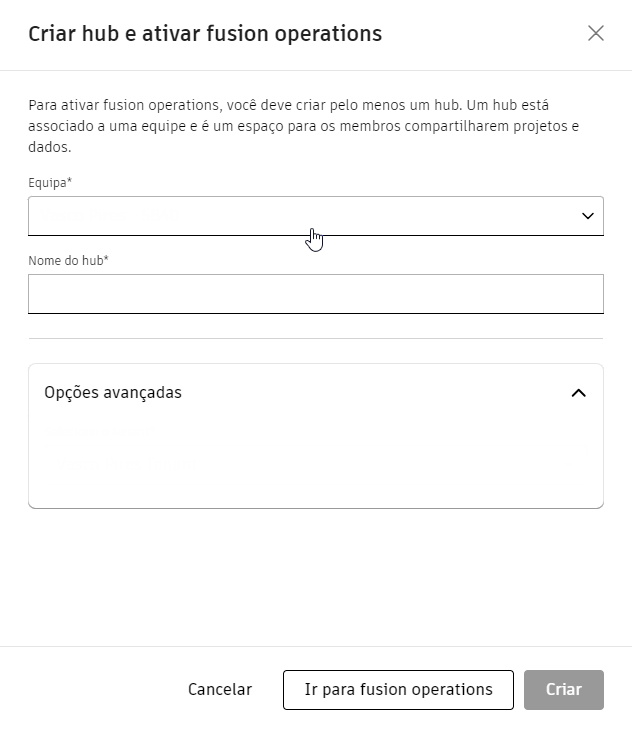 Criar hub e ativar fusion operations
Para ativar fusion operations, você deve criar pelo menos um hub. Um hub está
associado a uma equipe e é um espaço para os membros compartilharem projetos e
dados.
Equipa*
Nome do hub*
Opções avançadas
Cancelar
Ir para fusion operations
Criar